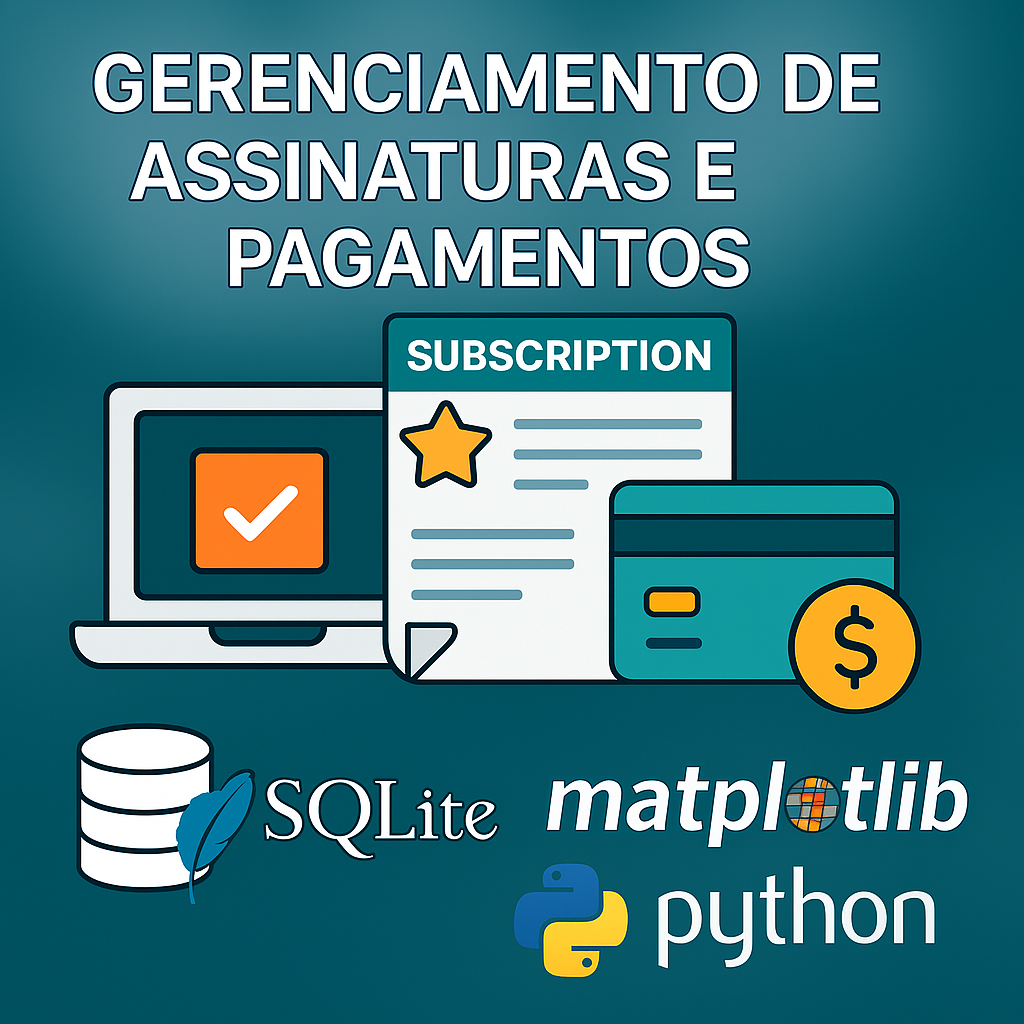 GERENCIAMENTO DE
ASSINATURAS E
PAGAMENTOS
SUBSCRIPTION
$
SQLite
matplotlib
python